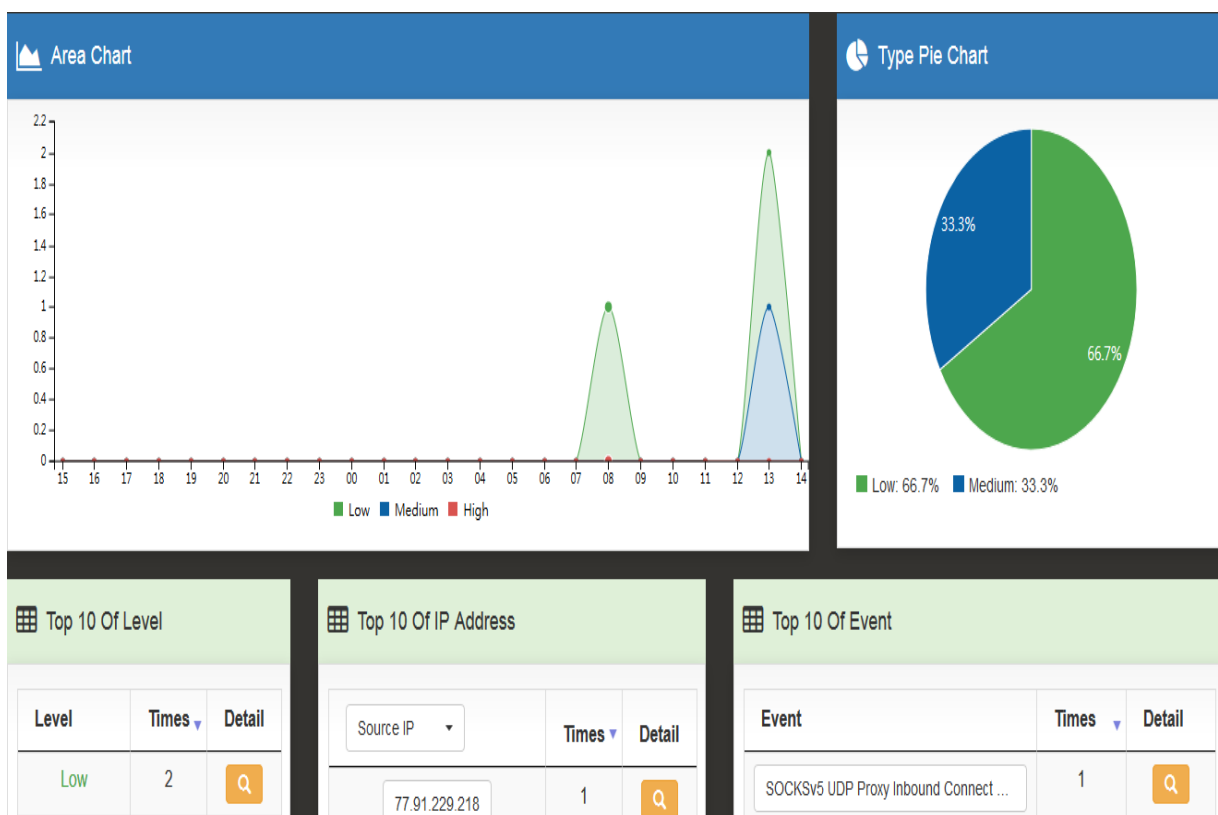 Area Chart
2.2
2
1.8
1.6
1.4
1.2
1
0.8
0.6
0.4
0.2
0
15 16 17 18 19 20 21 22 23 00 01 02 03 04 05 06 07 08 09 10 11 12 13 14
Low Medium High
Type Pie Chart
33.3%
66.7%
Low: 66.7% Medium: 33.3%
Top 10 Of Level
Level Times Detail
Low 2
Top 10 Of IP Address
Source IP Times Detail
77.91.229.218 1
Top 10 Of Event
Event Times Detail
SOCKSv5 UDP Proxy Inbound Connect ... 1